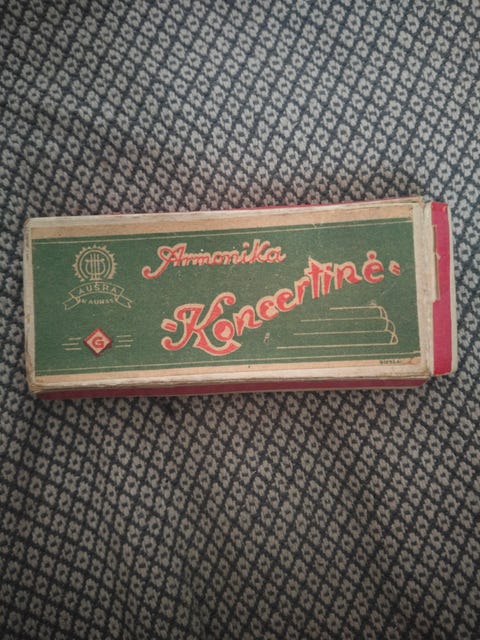 Armonika
"Koncertinė"
AUŠRA
KAUNAS
G